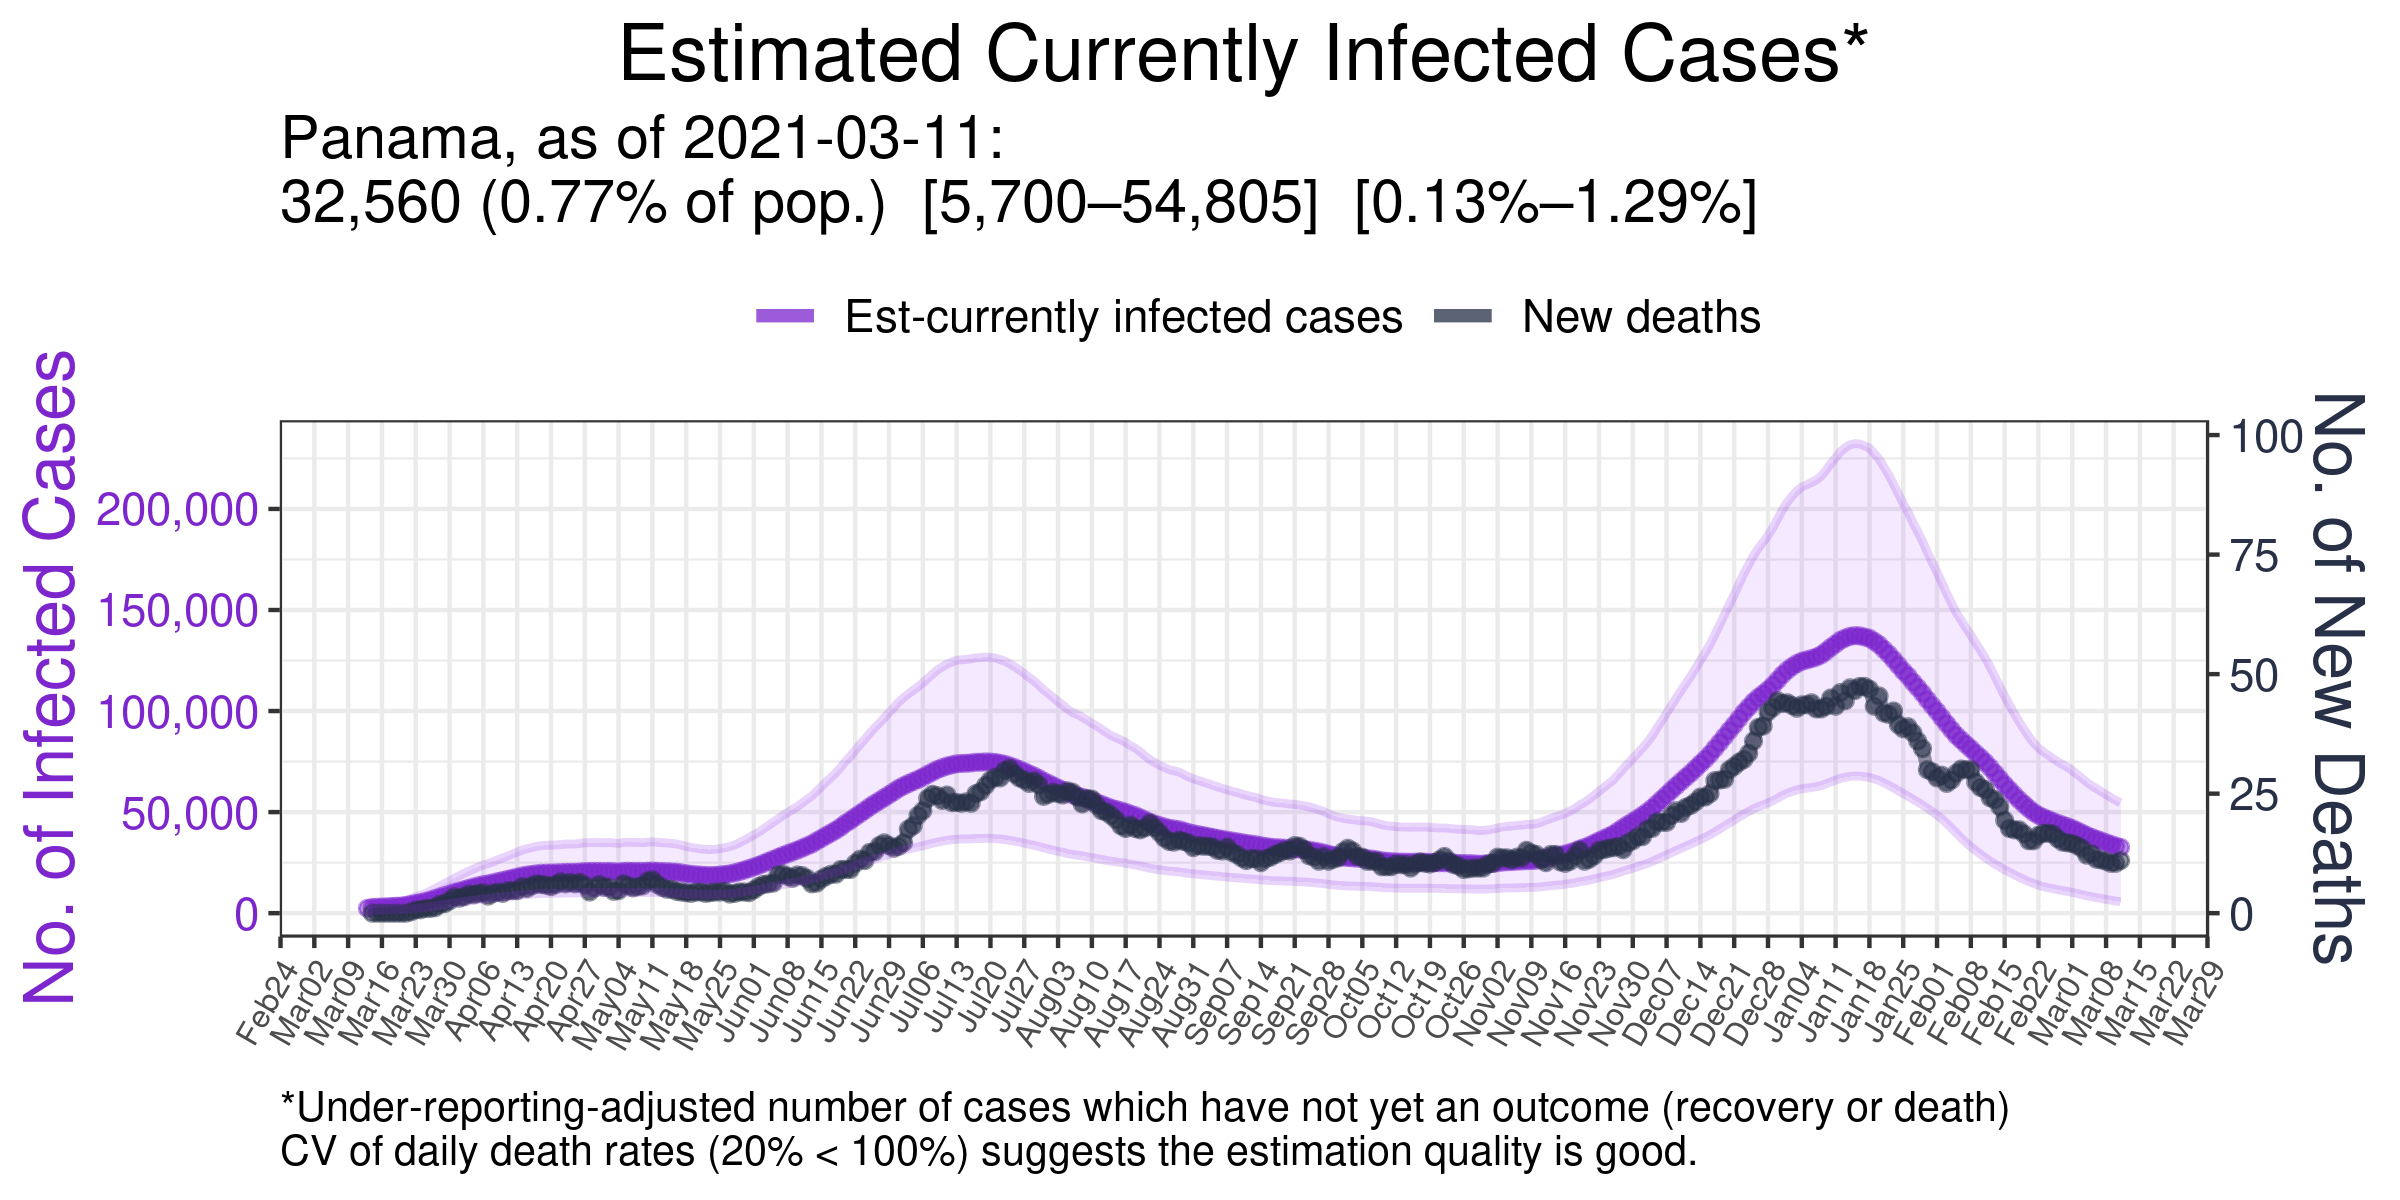 Estimated Currently Infected Cases*
Panama, as of 2021-03-11:
32,560 (0.77% of pop.) [5,700–54,805] [0.13%–1.29%]
Est-currently infected cases New deaths
No. of Infected Cases
200,000
150,000
100,000
50,000
0
100
75
50
25
0
No. of New Deaths
Feb24 Mar02 Mar09 Mar16 Mar23 Mar30 Apr06 Apr13 Apr20 Apr27 May04 May11 May18 May25 Jun01 Jun08 Jun15 Jun22 Jun29 Jul06 Jul13 Jul20 Jul27 Aug03 Aug10 Aug17 Aug24 Aug31 Sep07 Sep14 Sep21 Sep28 Oct05 Oct12 Oct19 Oct26 Nov02 Nov09 Nov16 Nov23 Nov30 Dec07 Dec14 Dec21 Dec28 Jan04 Jan11 Jan18 Jan25 Feb01 Feb08 Feb15 Feb22 Mar01 Mar08 Mar15 Mar22 Mar29
*Under-reporting-adjusted number of cases which have not yet an outcome (recovery or death)
CV of daily death rates (20% < 100%) suggests the estimation quality is good.